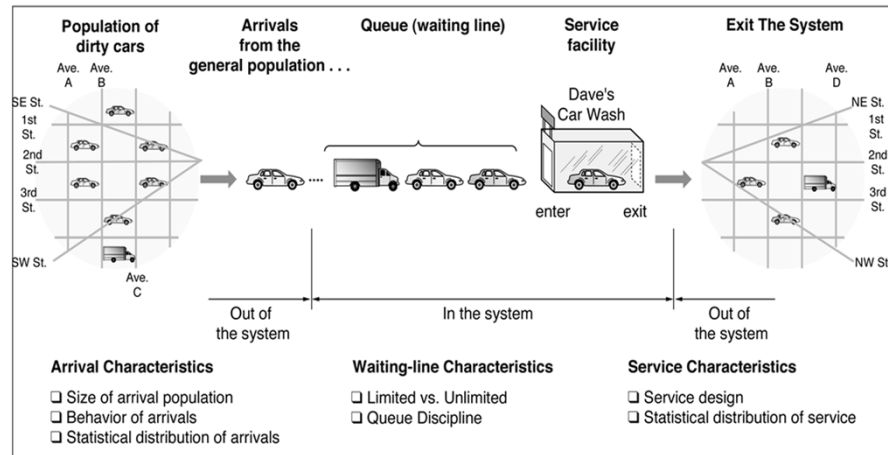 Population of
dirty cars
Arrivals
from the
general population . . .
Queue (waiting line)
Service
facility
Exit The System
Ave.
A
Ave.
B
SE St.
1st
St.
2nd
St.
3rd
St.
SW St.
Ave.
C
Dave's
Car Wash
enter
exit
Ave.
A
Ave.
B
Ave.
D
NE St.
1st
St.
2nd
St.
3rd
St.
NW St.
Out of
the system
In the system
Out of
the system
Arrival Characteristics
❑ Size of arrival population
❑ Behavior of arrivals
❑ Statistical distribution of arrivals
Waiting-line Characteristics
❑ Limited vs. Unlimited
❑ Queue Discipline
Service Characteristics
❑ Service design
❑ Statistical distribution of service